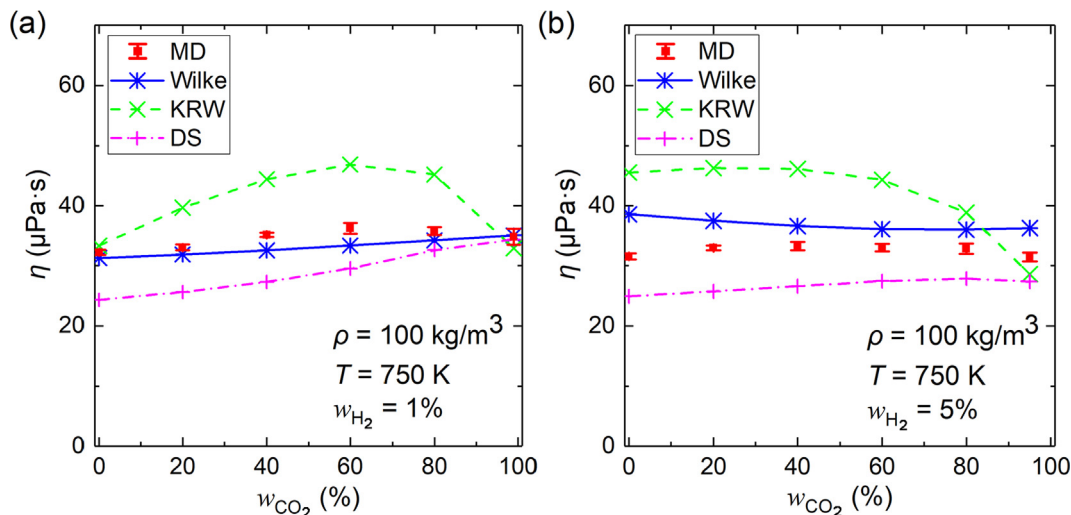 (a)
MD
Wilke
KRW
DS
60
40
20
0
η (μPa·s)
ρ = 100 kg/m³
T = 750 K
wH₂ = 1%
0 20 40 60 80 100
wCO₂ (%)
(b)
MD
Wilke
KRW
DS
60
40
20
0
η (μPa·s)
ρ = 100 kg/m³
T = 750 K
wH₂ = 5%
0 20 40 60 80 100
wCO₂ (%)